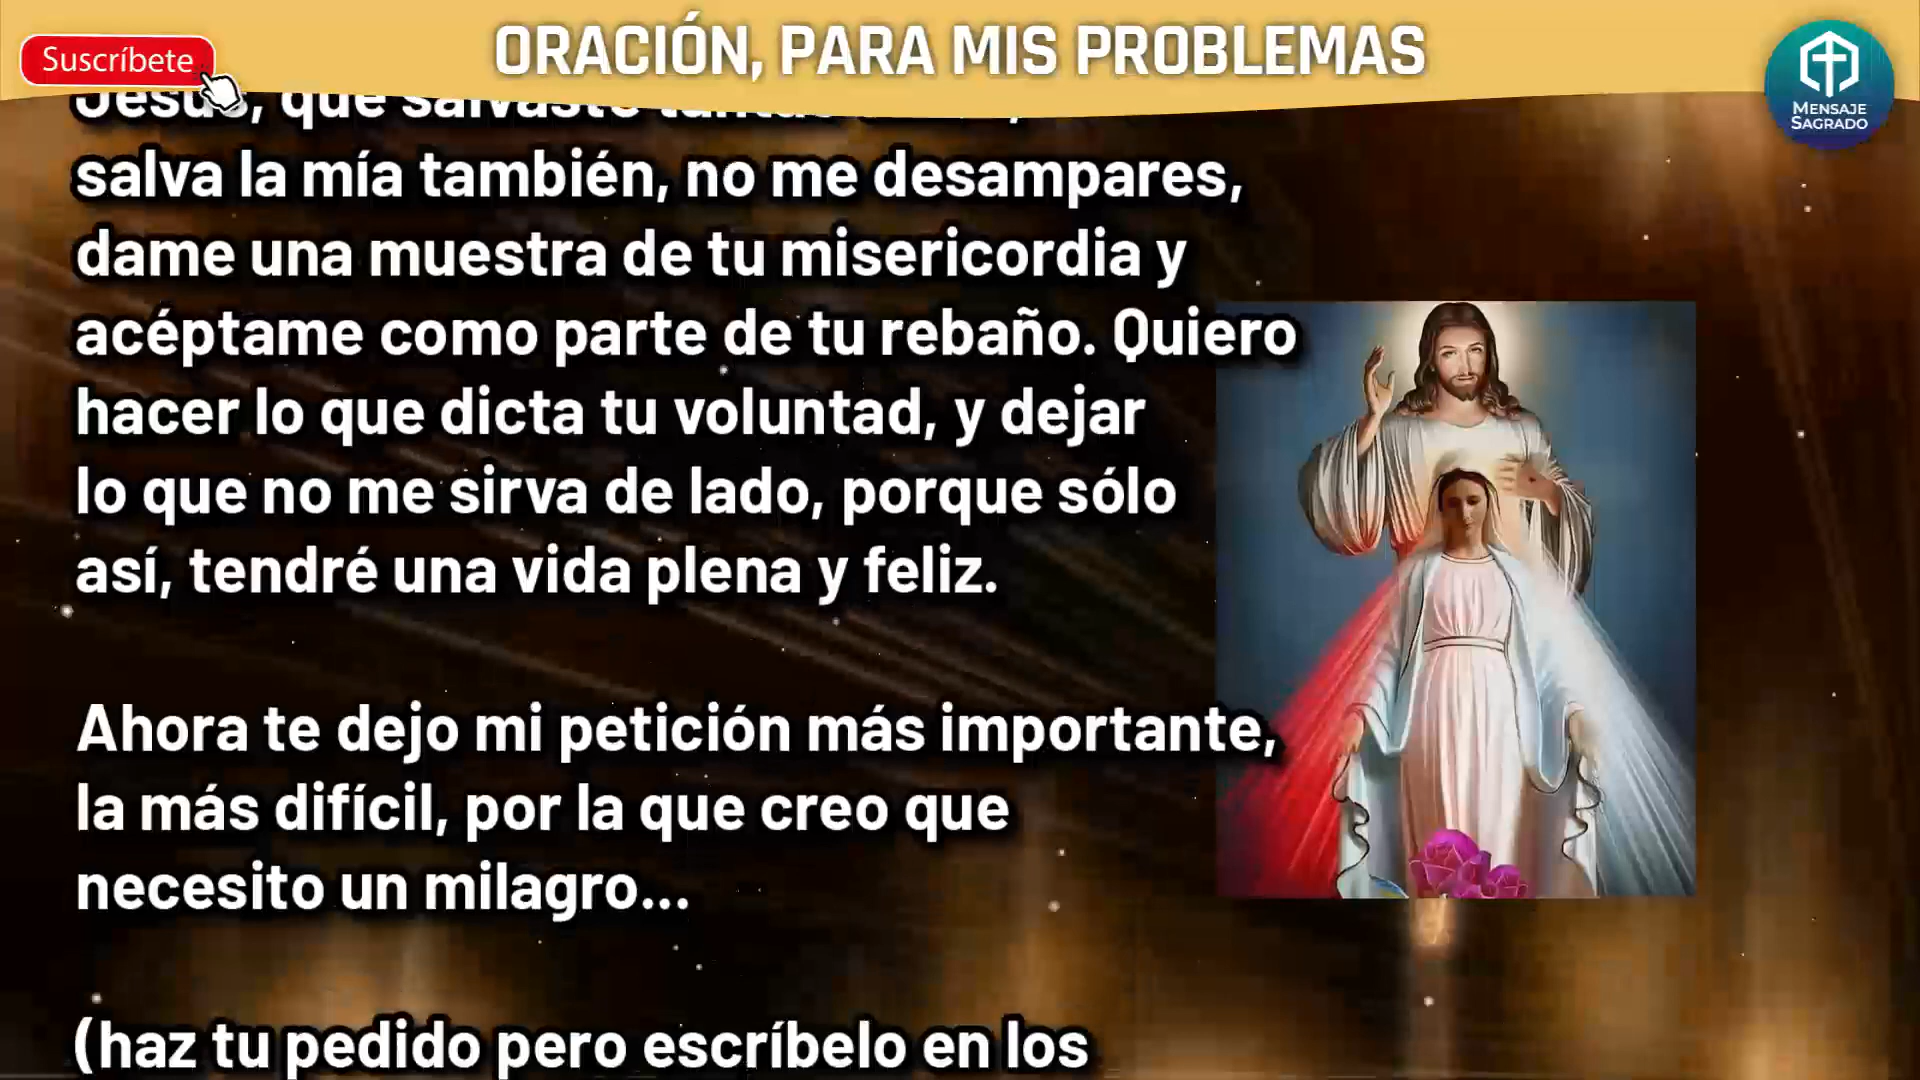 Suscríbete
ORACIÓN, PARA MIS PROBLEMAS
MENSAJE
SAGRADO
Jesús, que salvaste
salva la mía también, no me desampares,
dame una muestra de tu misericordia y
acéptame como parte de tu rebaño. Quiero
hacer lo que dicta tu voluntad, y dejar
lo que no me sirva de lado, porque sólo
así, tendré una vida plena y feliz.
Ahora te dejo mi petición más importante,
la más difícil, por la que creo que
necesito un milagro...
(haz tu pedido pero escríbelo en los